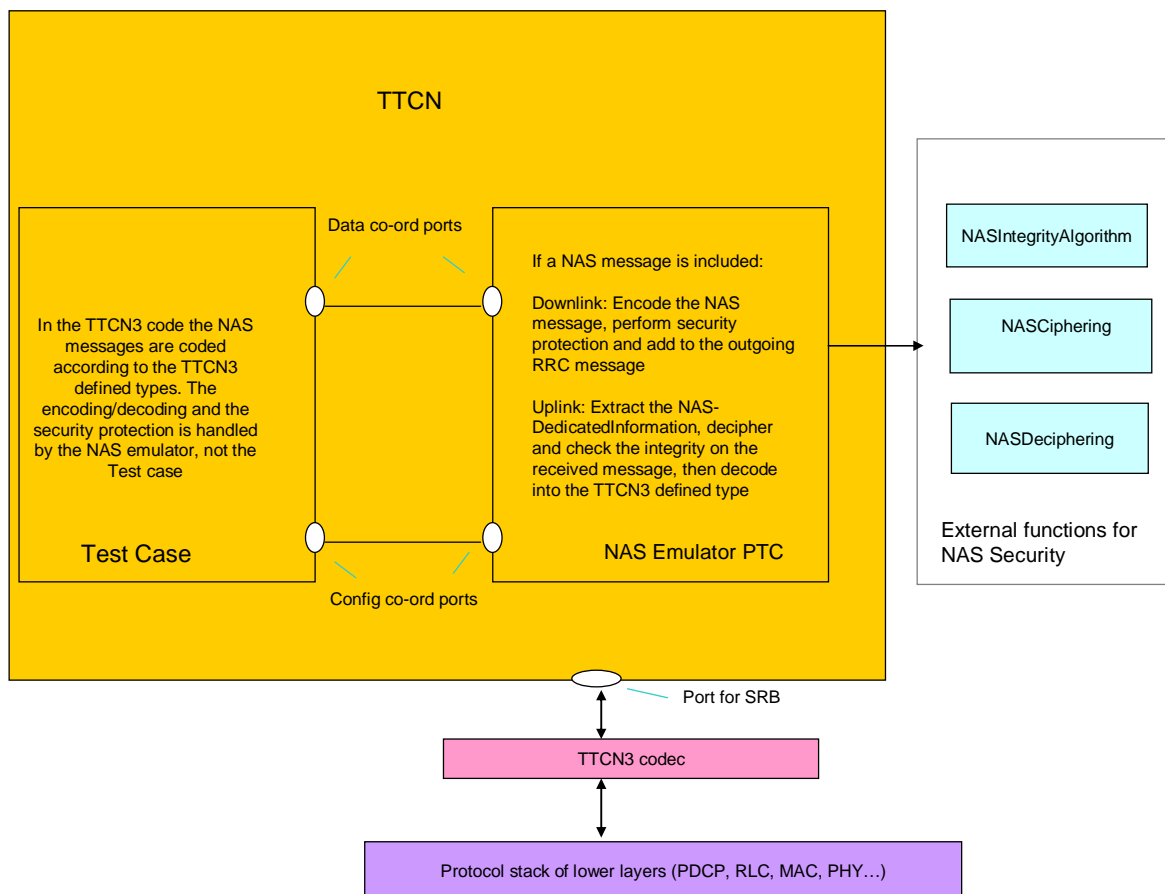 TTCN
Data co-ord ports
In the TTCN3 code the NAS
messages are coded
according to the TTCN3
defined types. The
encoding/decoding and the
security protection is handled
by the NAS emulator, not the
Test case
Test Case
If a NAS message is included:
Downlink: Encode the NAS
message, perform security
protection and add to the outgoing
RRC message
Uplink: Extract the NAS-
DedicatedInformation, decipher
and check the integrity on the
received message, then decode
into the TTCN3 defined type
NAS Emulator PTC
Config co-ord ports
NASIntegrityAlgorithm
NASCiphering
NASDeciphering
External functions for
NAS Security
Port for SRB
TTCN3 codec
Protocol stack of lower layers (PDCP, RLC, MAC, PHY…)